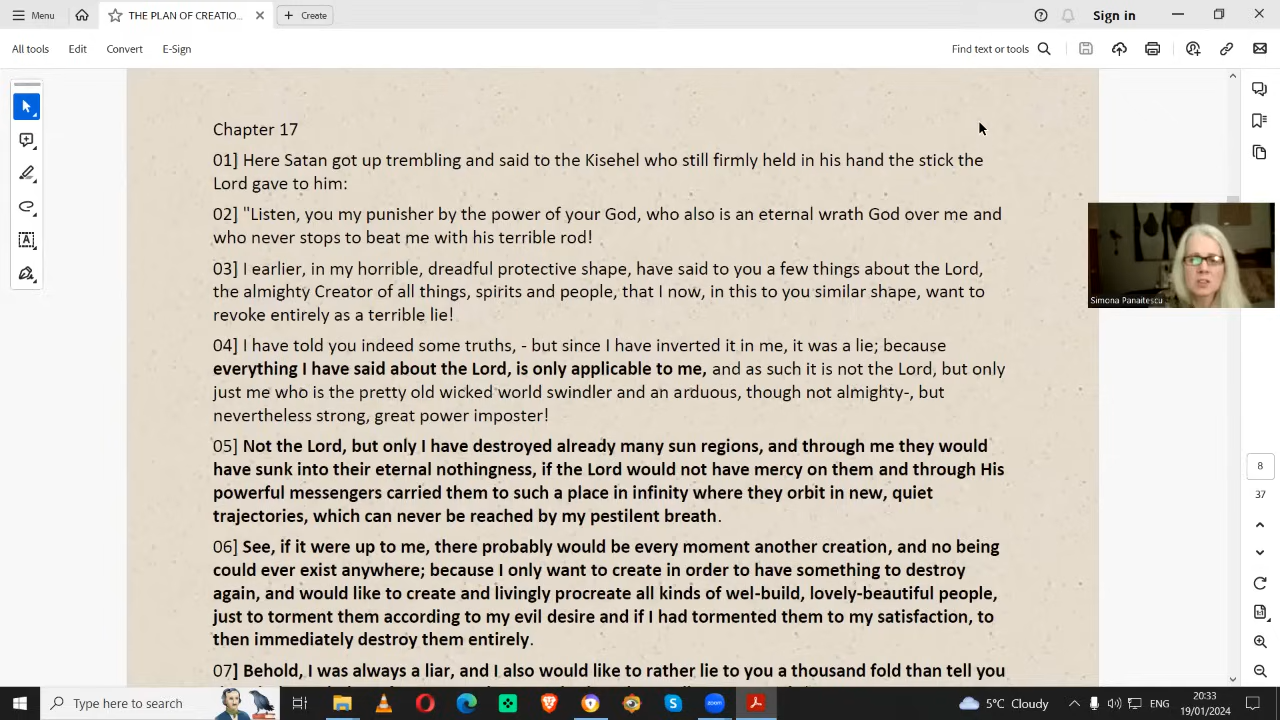 Menu
THE PLAN OF CREATIO...
Create
Sign in
All tools
Edit
Convert
E-Sign
Find text or tools
Chapter 17
01] Here Satan got up trembling and said to the Kisehel who still firmly held in his hand the stick the
Lord gave to him:
02] "Listen, you my punisher by the power of your God, who also is an eternal wrath God over me and
who never stops to beat me with his terrible rod!
03] I earlier, in my horrible, dreadful protective shape, have said to you a few things about the Lord,
the almighty Creator of all things, spirits and people, that I now, in this to you similar shape, want to
revoke entirely as a terrible lie!
04] I have told you indeed some truths, - but since I have inverted it in me, it was a lie; because
everything I have said about the Lord, is only applicable to me, and as such it is not the Lord, but only
just me who is the pretty old wicked world swindler and an arduous, though not almighty-, but
nevertheless strong, great power imposter!
05] Not the Lord, but only I have destroyed already many sun regions, and through me they would
have sunk into their eternal nothingness, if the Lord would not have mercy on them and through His
powerful messengers carried them to such a place in infinity where they orbit in new, quiet
trajectories, which can never be reached by my pestilent breath.
06] See, if it were up to me, there probably would be every moment another creation, and no being
could ever exist anywhere; because I only want to create in order to have something to destroy
again, and would like to create and livingly procreate all kinds of wel-build, lovely-beautiful people,
just to torment them according to my evil desire and if I had tormented them to my satisfaction, to
then immediately destroy them entirely.
07] Behold, I was always a liar, and I also would like to rather lie to you a thousand fold than tell you
Simona Panaitescu
8
37
Type here to search
zoom
5°C Cloudy
ENG
20:33
19/01/2024